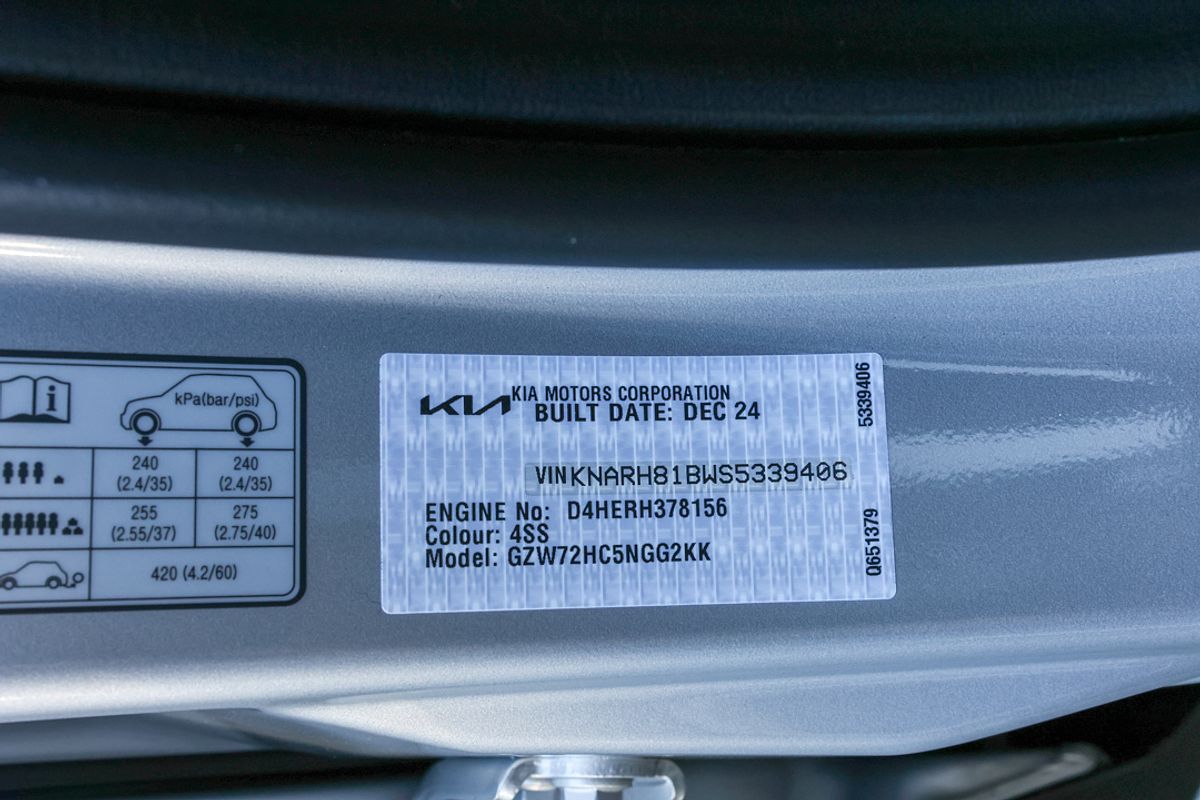 i
kPa(bar/psi)
240
(2.4/35)
240
(2.4/35)
255
(2.55/37)
275
(2.75/40)
420 (4.2/60)
KIA KIA MOTORS CORPORATION
BUILT DATE: DEC 24
VIN KNARH81BWS5339406
ENGINE No: D4HERH378156
Colour: 4SS
Model: GZW72HC5NGG2KK
5339406
Q651379